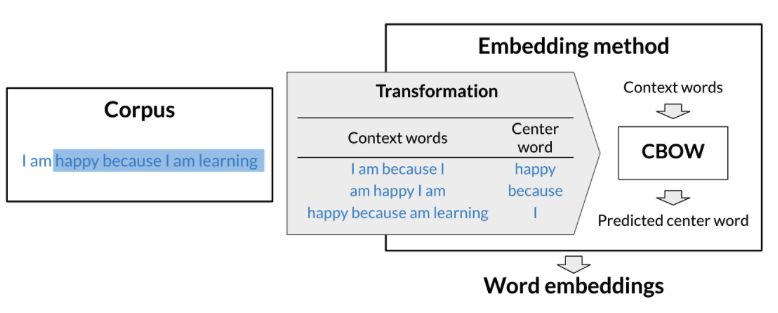 Corpus
I am happy because I am learning
Embedding method
Transformation
Context words
Center
word
I am because I
happy
am happy I am
because
happy because am learning
I
Context words
CBOW
Predicted center word
Word embeddings